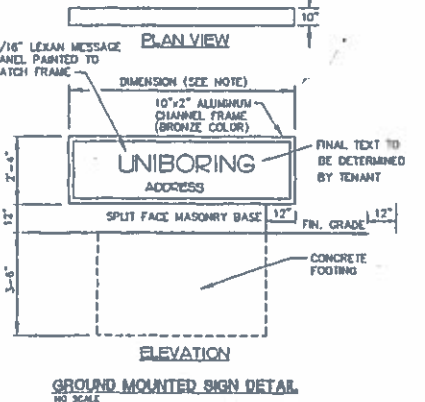 10"
PLAN VIEW
/16" LEXAN MESSAGE
PANEL PAINTED TO
MATCH FRAME
DIMENSION (SEE NOTE)
10"x2" ALUMINUM
CHANNEL FRAME
(BRONZE COLOR)
UNIBORING
ADDRESS
FINAL TEXT TO
BE DETERMINED
BY TENANT
2'-4"
12"
SPLIT FACE MASONRY BASE
12"
FIN. GRADE
12"
3'-6"
CONCRETE
FOOTING
ELEVATION
GROUND MOUNTED SIGN DETAIL
NO SCALE